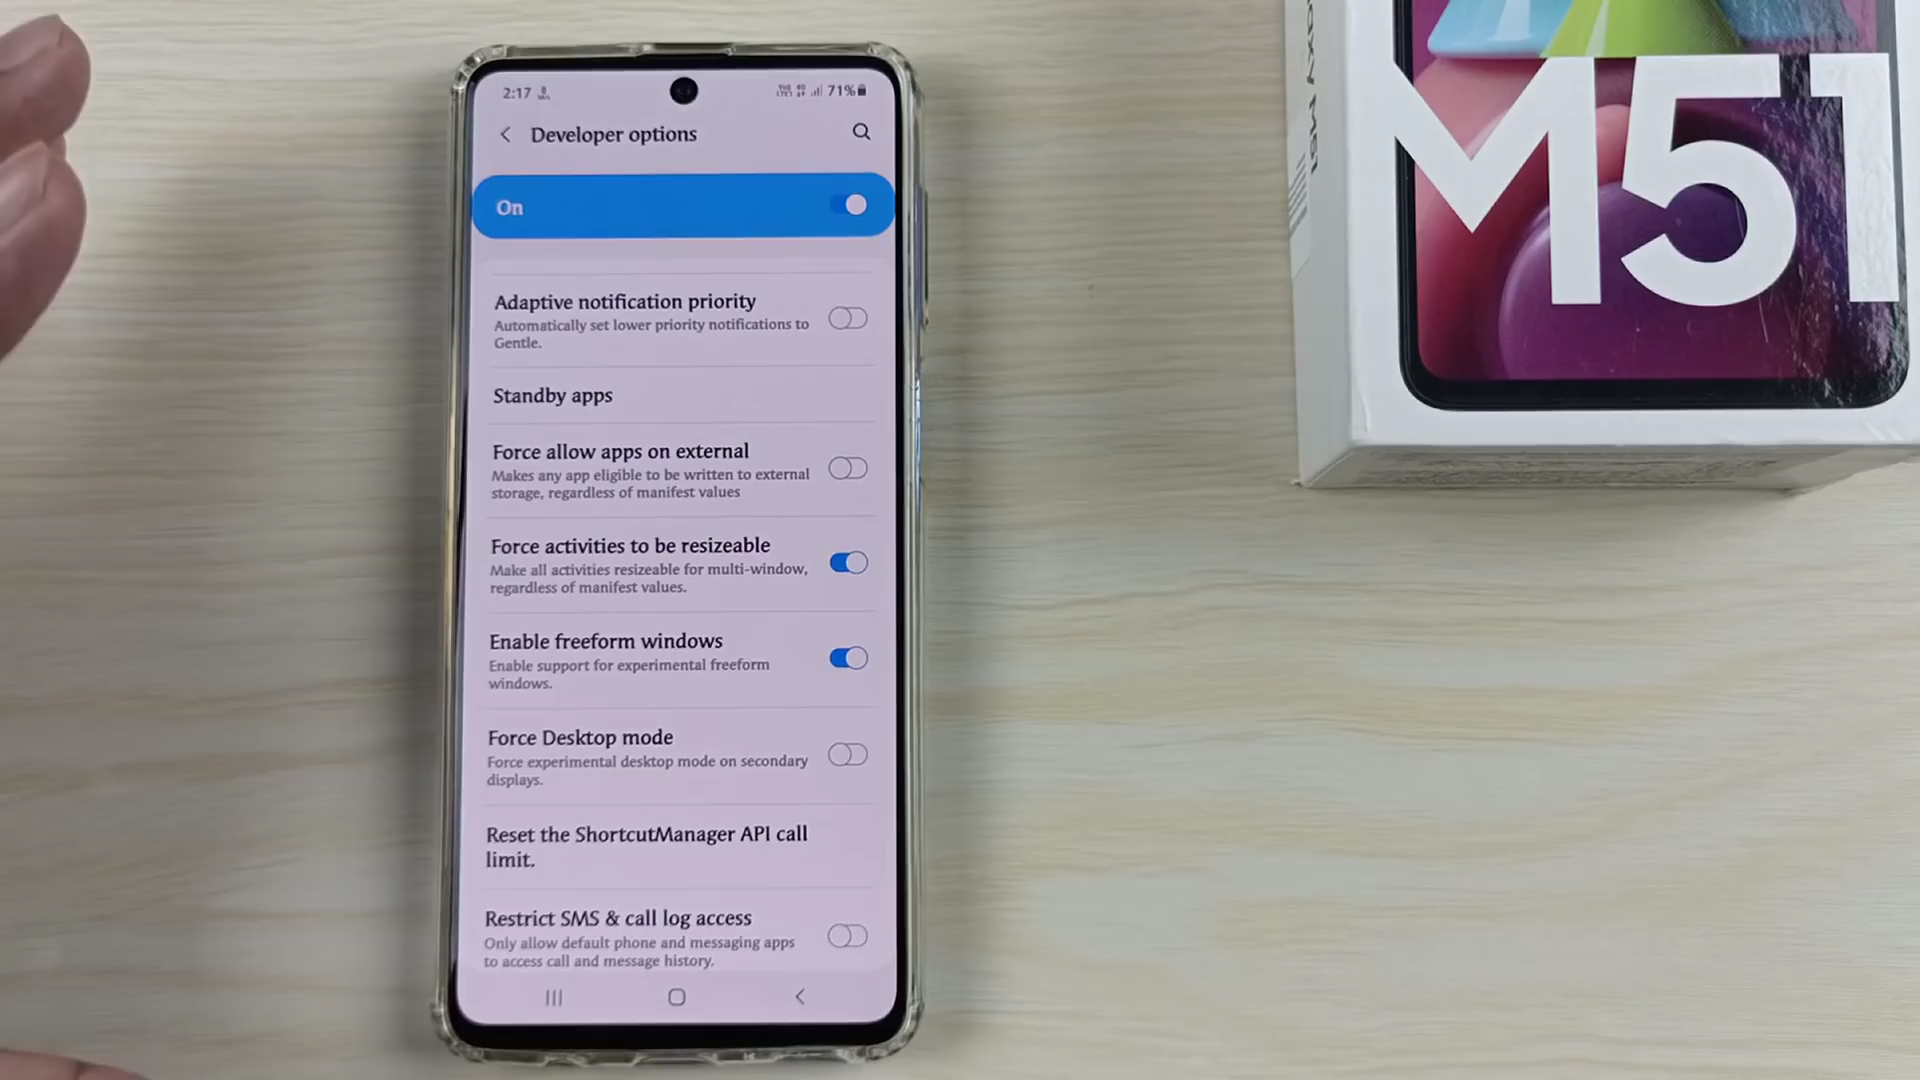 2:17
71%
Developer options
On
Adaptive notification priority
Automatically set lower priority notifications to
Gentle.
Standby apps
Force allow apps on external
Makes any app eligible to be written to external
storage, regardless of manifest values
Force activities to be resizeable
Make all activities resizeable for multi-window,
regardless of manifest values.
Enable freeform windows
Enable support for experimental freeform
windows.
Force Desktop mode
Force experimental desktop mode on secondary
displays.
Reset the ShortcutManager API call
limit.
Restrict SMS & call log access
Only allow default phone and messaging apps
to access call and message history.
M51